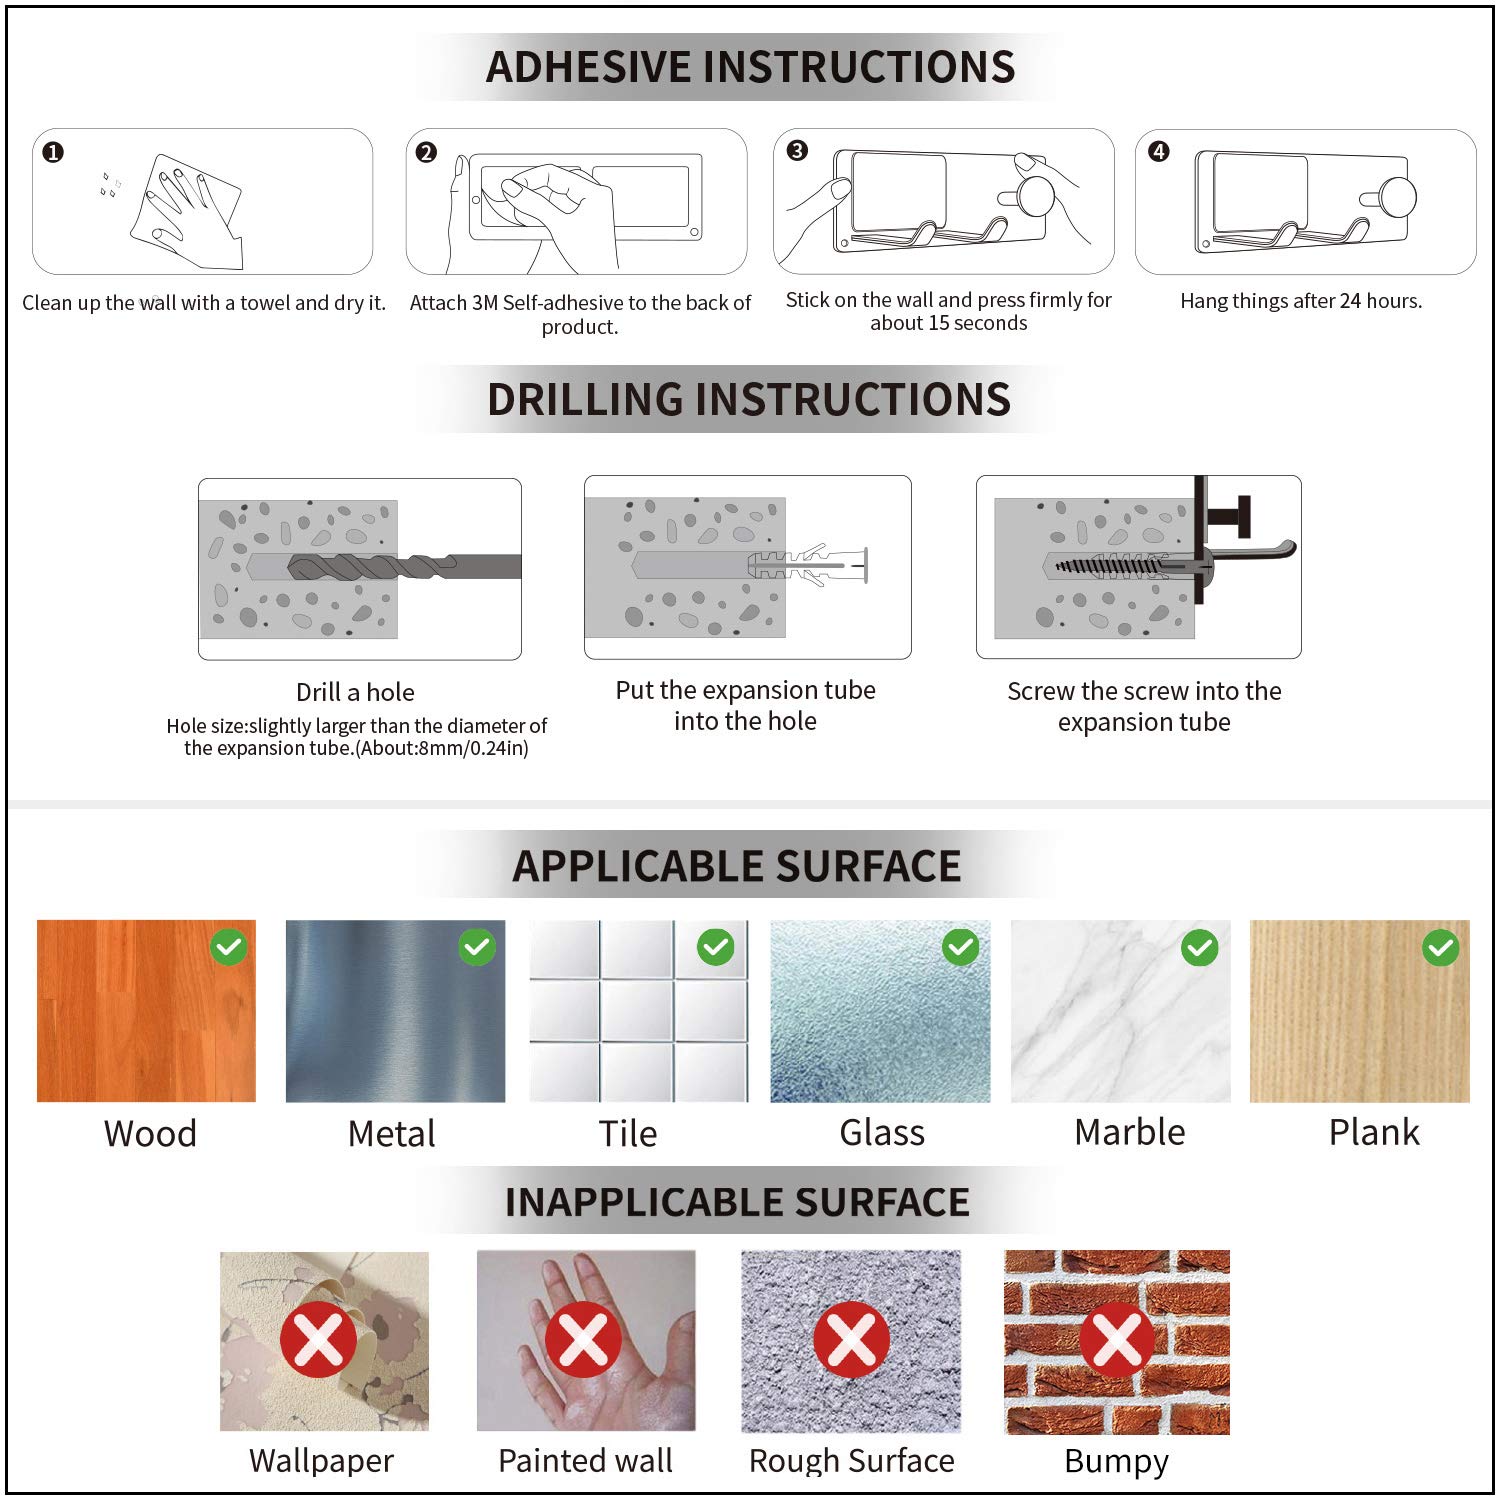 ADHESIVE INSTRUCTIONS
1
2
3
4
Clean up the wall with a towel and dry it.
Attach 3M Self-adhesive to the back of
product.
Stick on the wall and press firmly for
about 15 seconds
Hang things after 24 hours.
DRILLING INSTRUCTIONS
Drill a hole
Hole size:slightly larger than the diameter of
the expansion tube.(About:8mm/0.24in)
Put the expansion tube
into the hole
Screw the screw into the
expansion tube
APPLICABLE SURFACE
Wood
Metal
Tile
Glass
Marble
Plank
INAPPLICABLE SURFACE
Wallpaper
Painted wall
Rough Surface
Bumpy